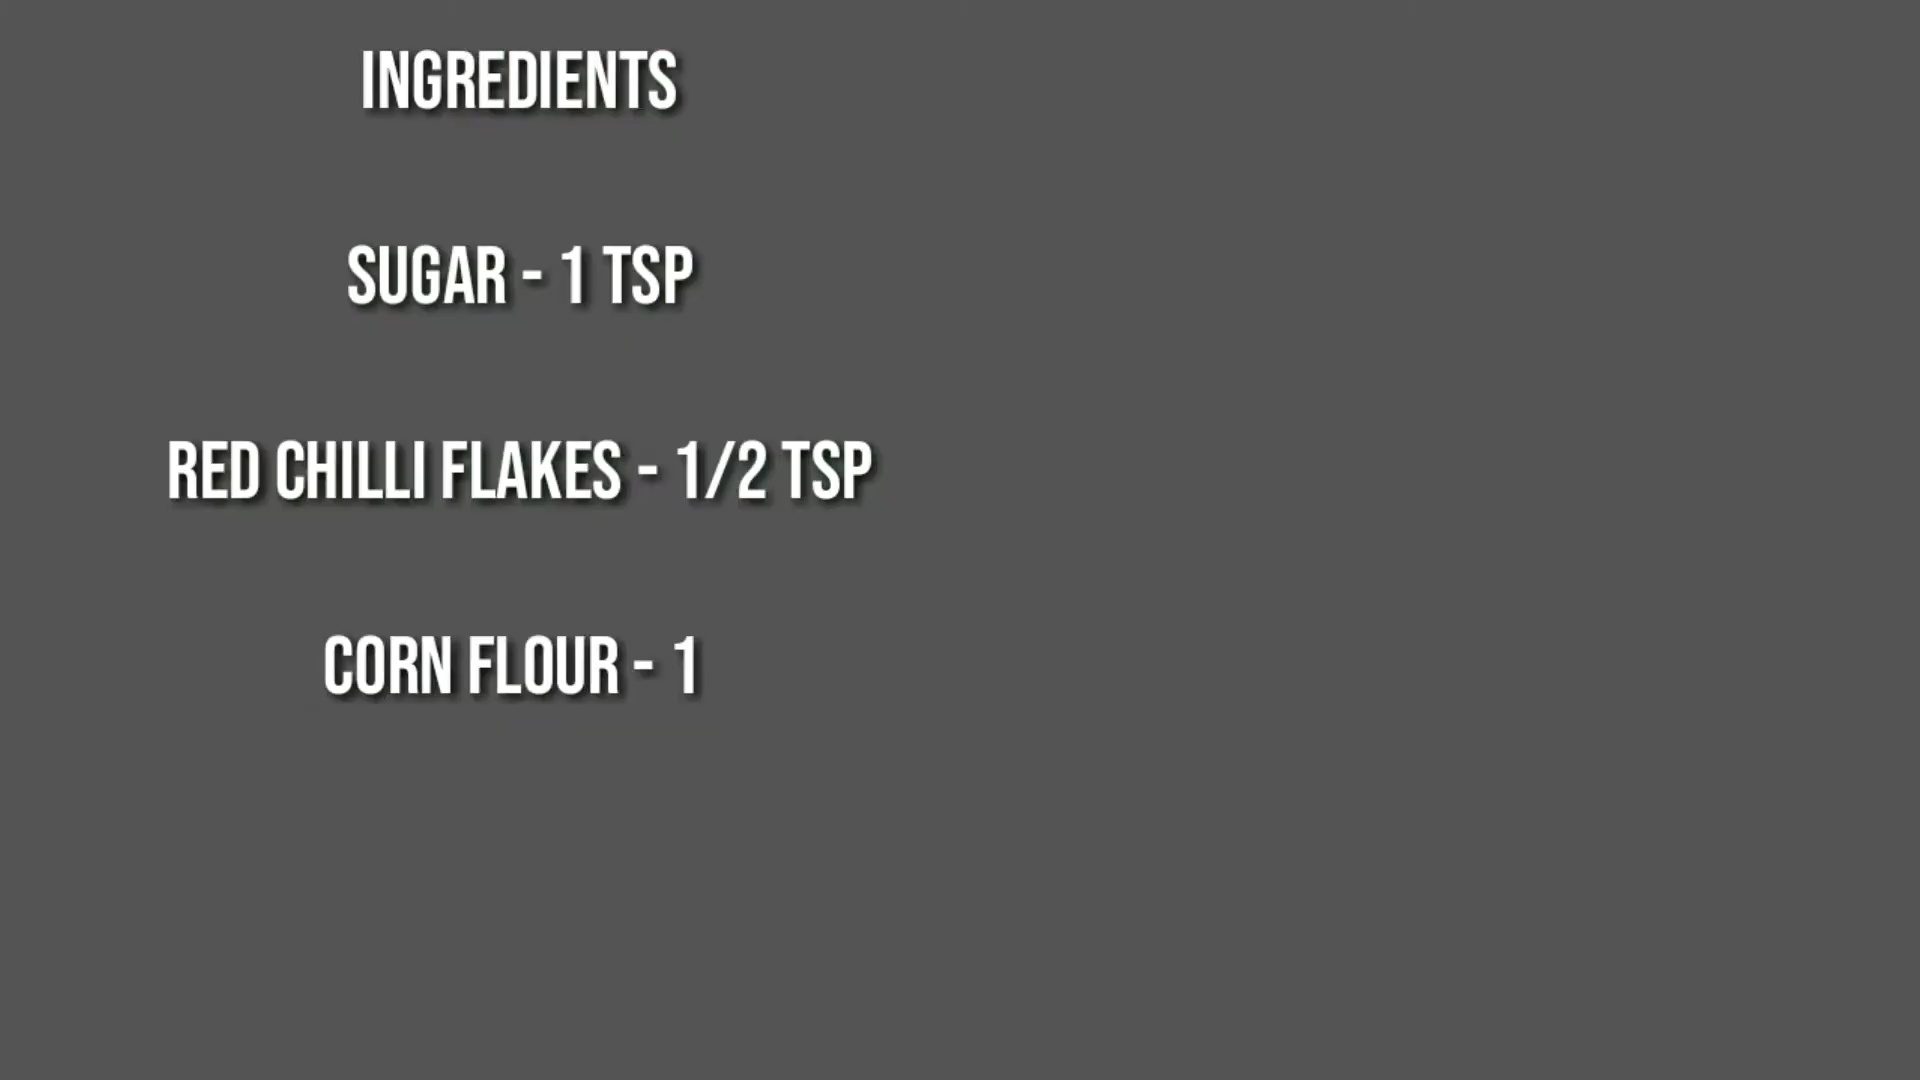 INGREDIENTS
SUGAR - 1 TSP
RED CHILLI FLAKES - 1/2 TSP
CORN FLOUR - 1